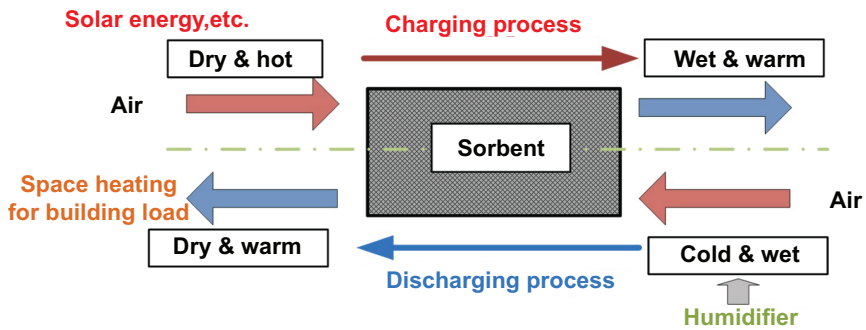 Solar energy,etc.
Charging process
Dry & hot
Wet & warm
Air
Sorbent
Space heating
for building load
Air
Dry & warm
Cold & wet
Discharging process
Humidifier